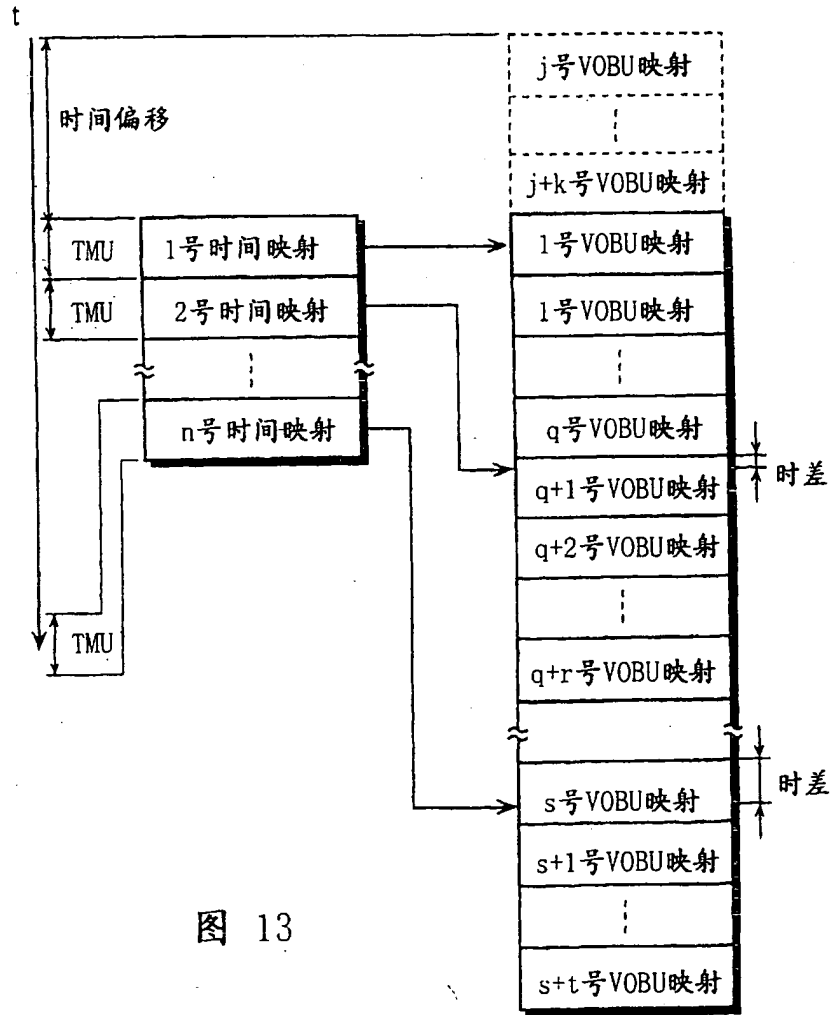 t
时间偏移
TMU
TMU
TMU
1号时间映射
2号时间映射
n号时间映射
j号VOBU映射
j+k号VOBU映射
1号VOBU映射
1号VOBU映射
q号VOBU映射
q+1号VOBU映射
q+2号VOBU映射
q+r号VOBU映射
s号VOBU映射
s+1号VOBU映射
s+t号VOBU映射
时差
时差
图 13